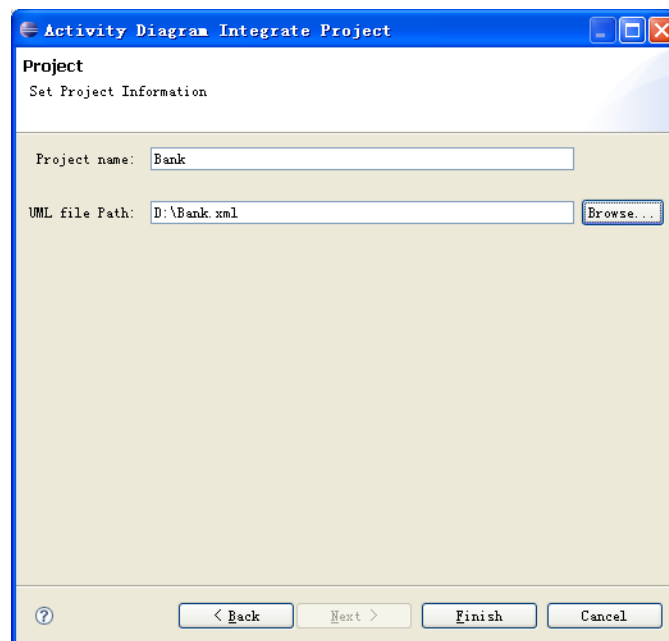 Activity Diagram Integrate Project
Project
Set Project Information
Project name: Bank
UML file Path: D:\Bank.xml Browse...
? < Back Next > Finish Cancel